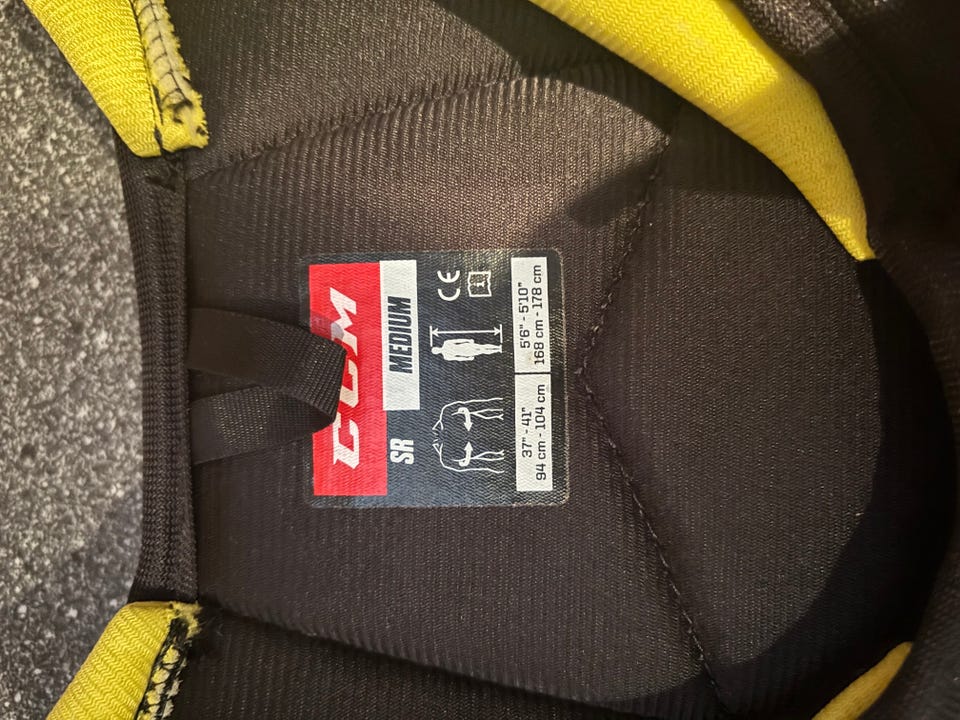 CCM
SR MEDIUM
CE
37" - 41"
94 cm - 104 cm
5'6" - 5'10"
168 cm - 178 cm